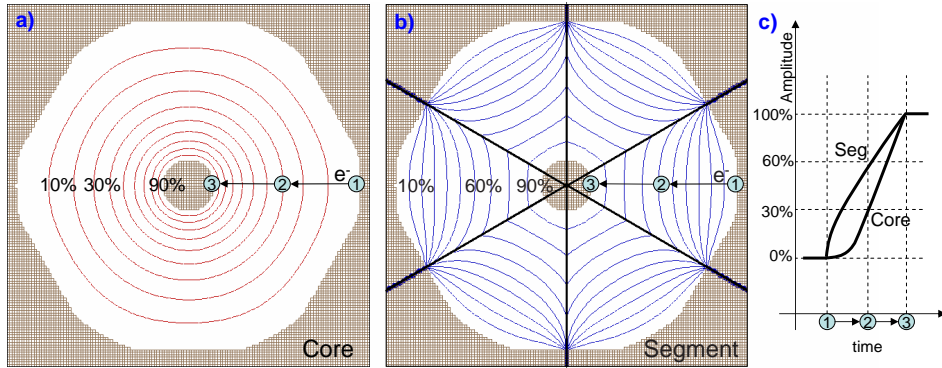 a)
10% 30% 90% 3 2 e- 1
Core
b)
10% 60% 90% 3 2 e- 1
Segment
c)
Amplitude
100%
60%
30%
0%
Seg
Core
1 2 3
time